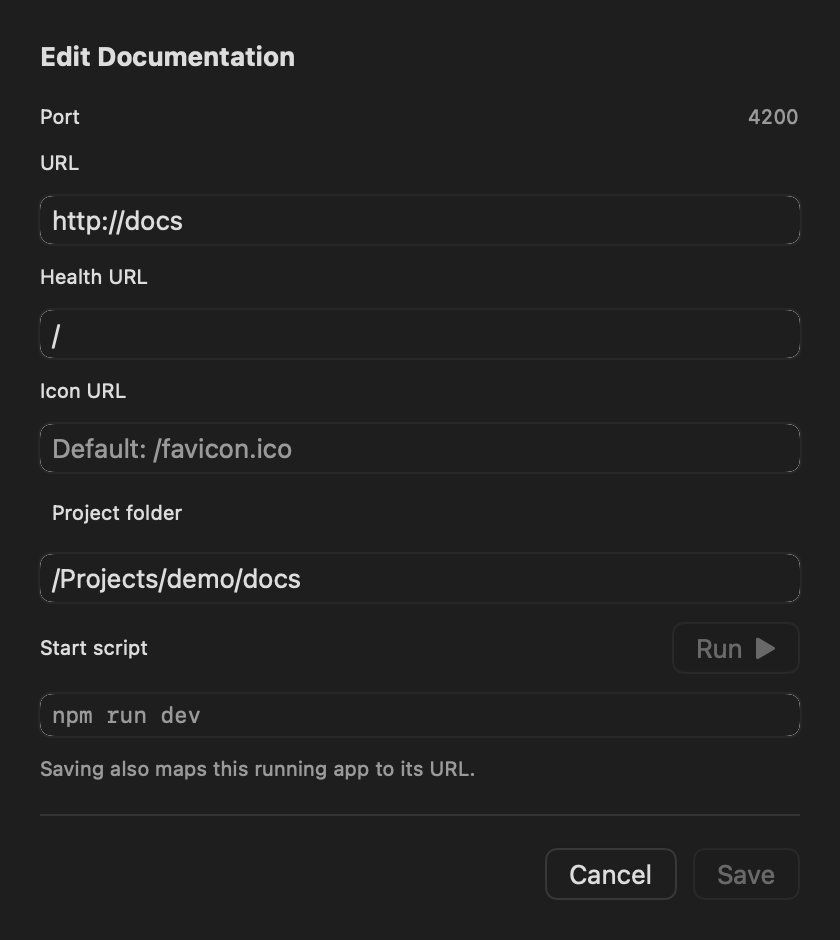 Edit Documentation
Port 4200
URL
http://docs
Health URL
/
Icon URL
Default: /favicon.ico
Project folder
/Projects/demo/docs
Start script Run ▶
npm run dev
Saving also maps this running app to its URL.
Cancel Save